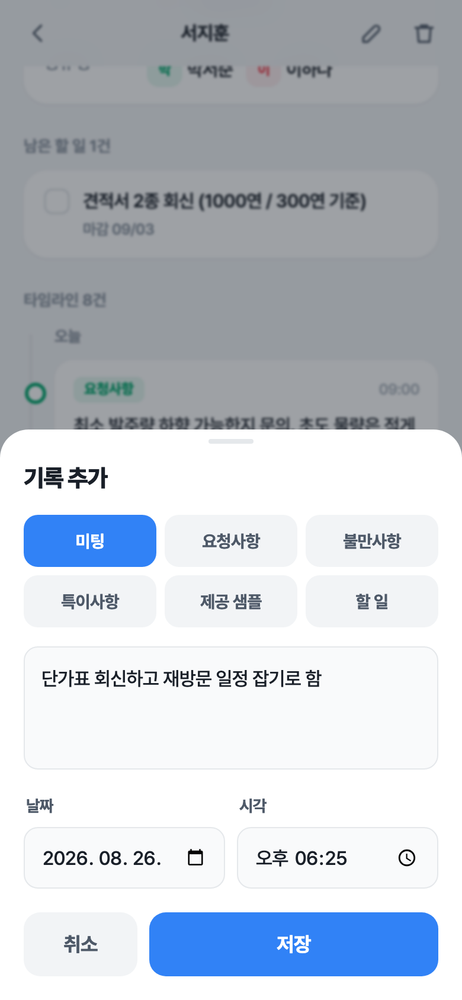 서지훈
박서준 이하나
남은 할 일 1건
견적서 2종 회신 (1000연 / 300연 기준)
마감 09/03
타임라인 8건
오늘
요청사항 09:00
최소 발주량 하향 가능한지 문의. 초도 물량은 적게
기록 추가
미팅 요청사항 불만사항
특이사항 제공 샘플 할 일
단가표 회신하고 재방문 일정 잡기로 함
날짜 시각
2026. 08. 26. 오후 06:25
취소 저장